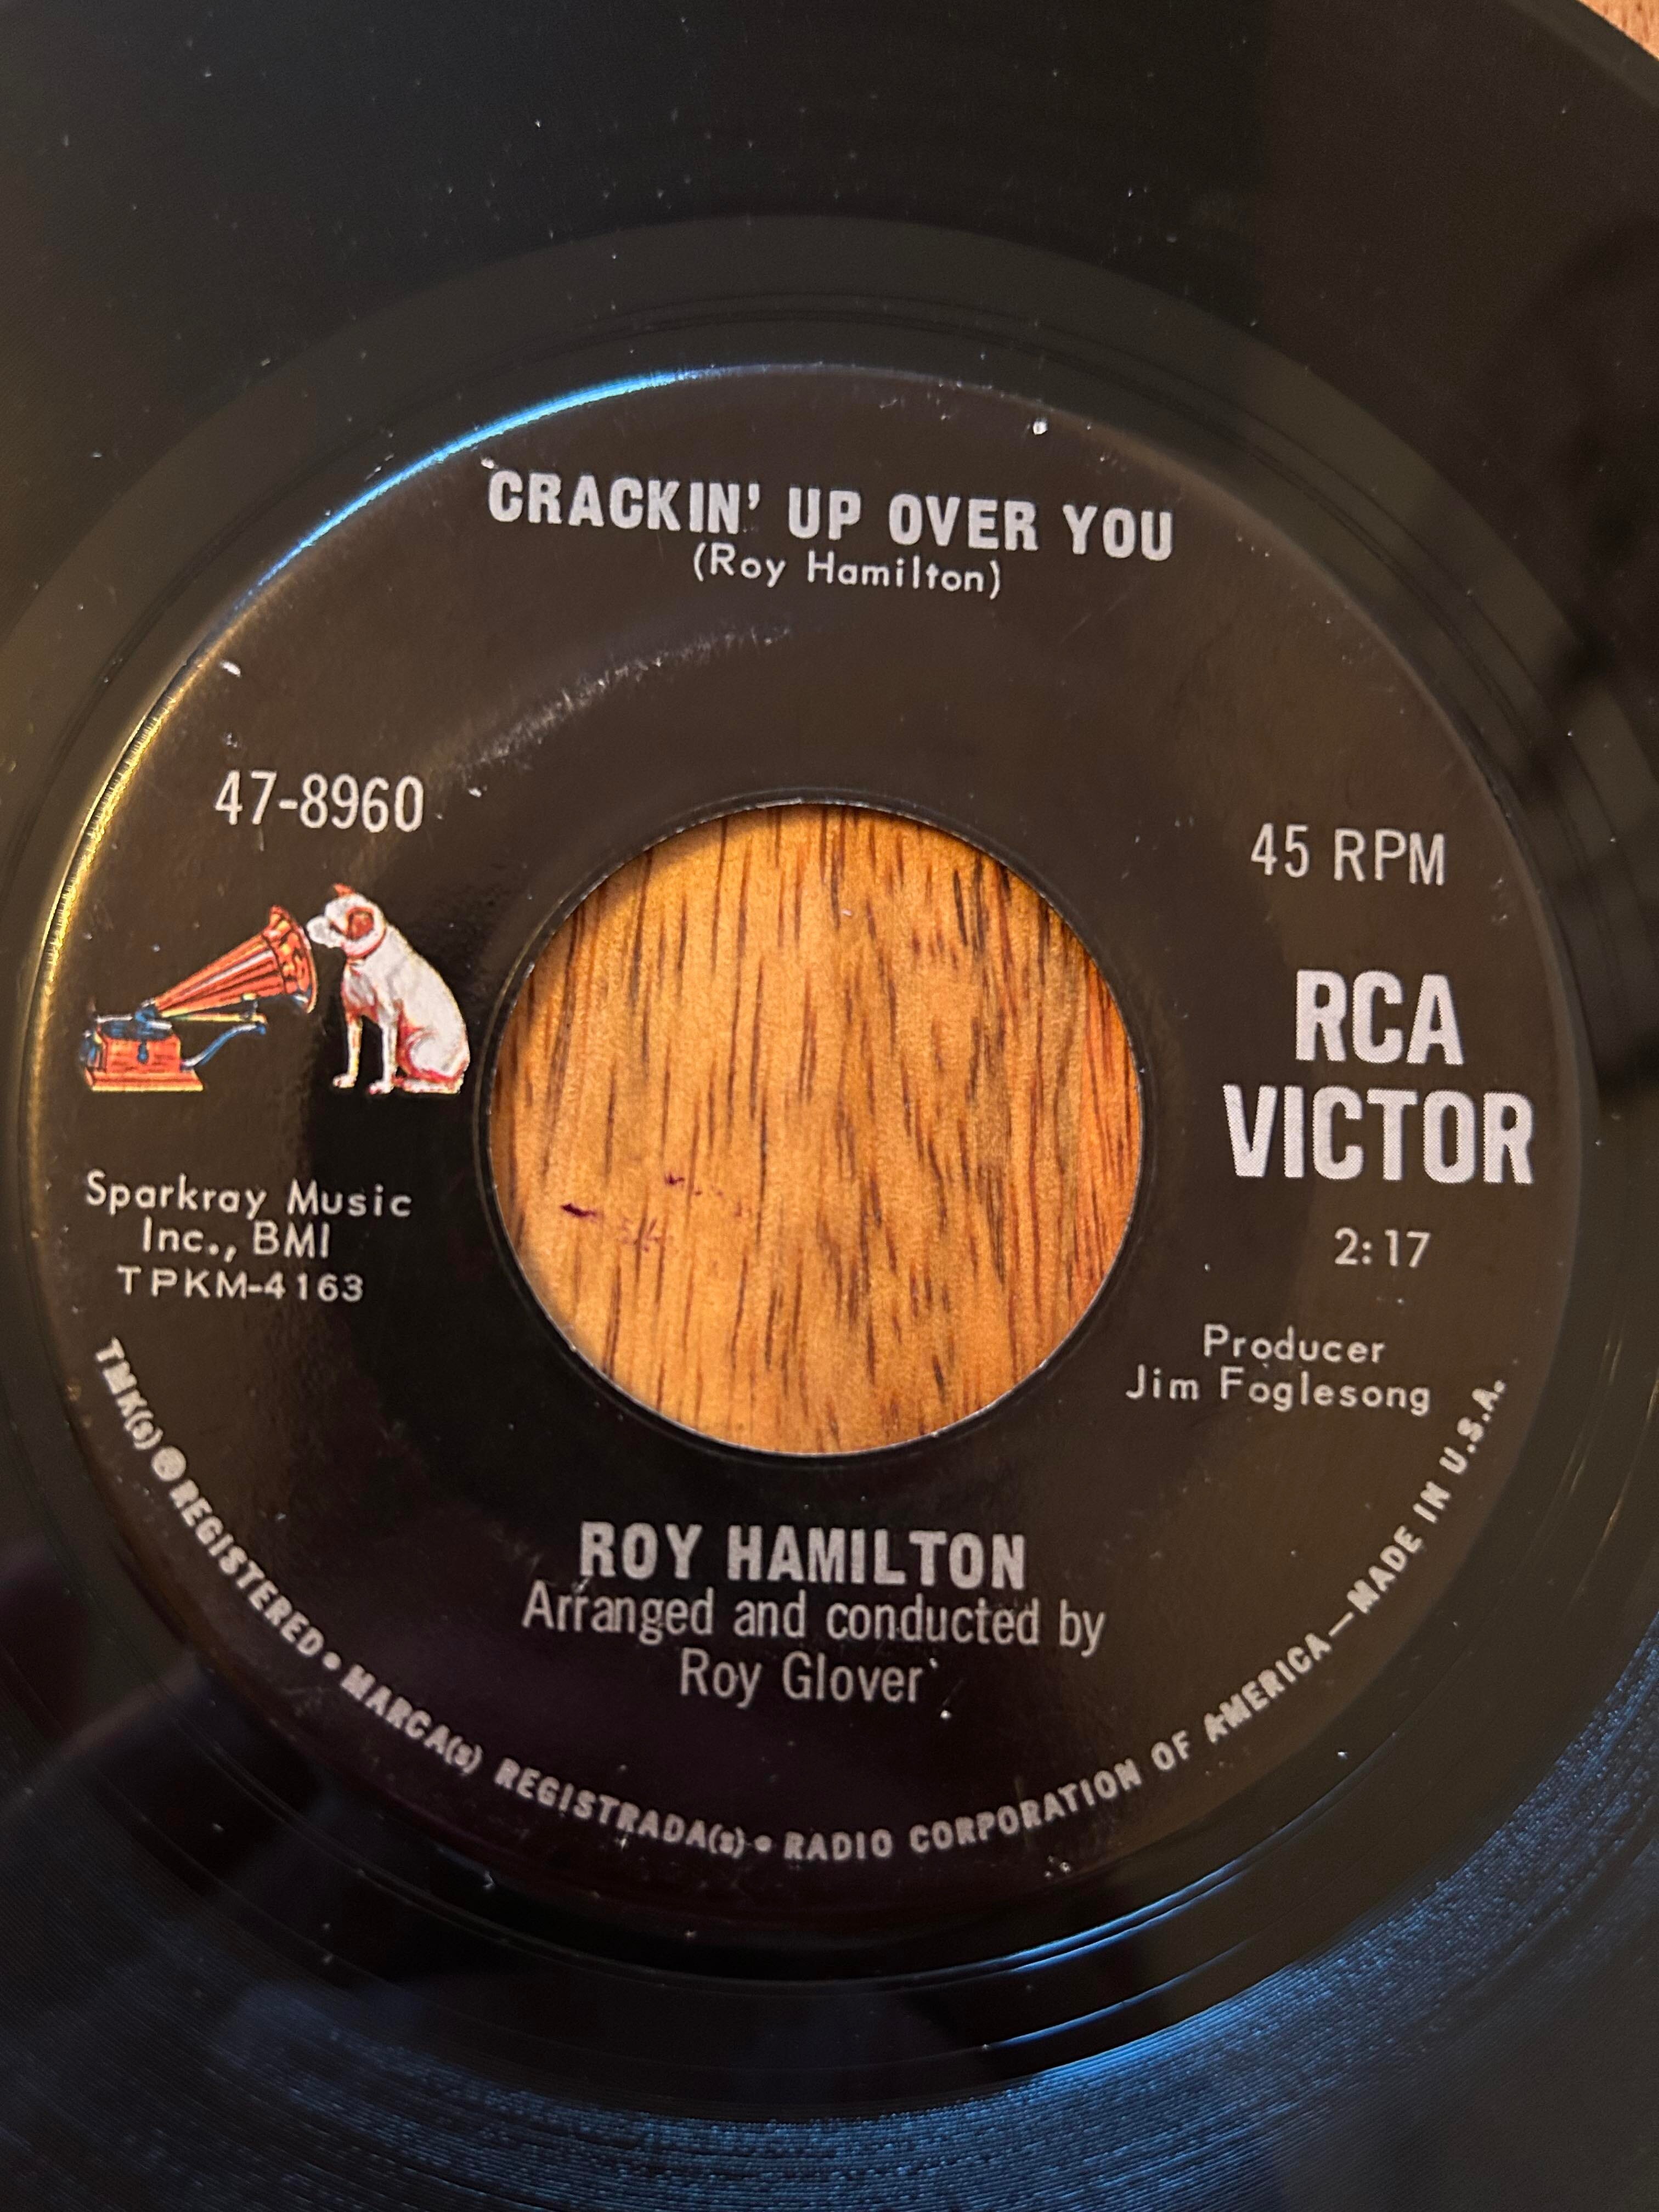 CRACKIN' UP OVER YOU
(Roy Hamilton)
47-8960
45 RPM
RCA
VICTOR
Sparkray Music
Inc., BMI
TPKM-4163
2:17
Producer
Jim Foglesong
ROY HAMILTON
Arranged and conducted by
Roy Glover
TMK(s) ® REGISTERED • MARCA(s) REGISTRADA(s) • RADIO CORPORATION OF AMERICA—MADE IN U.S.A.